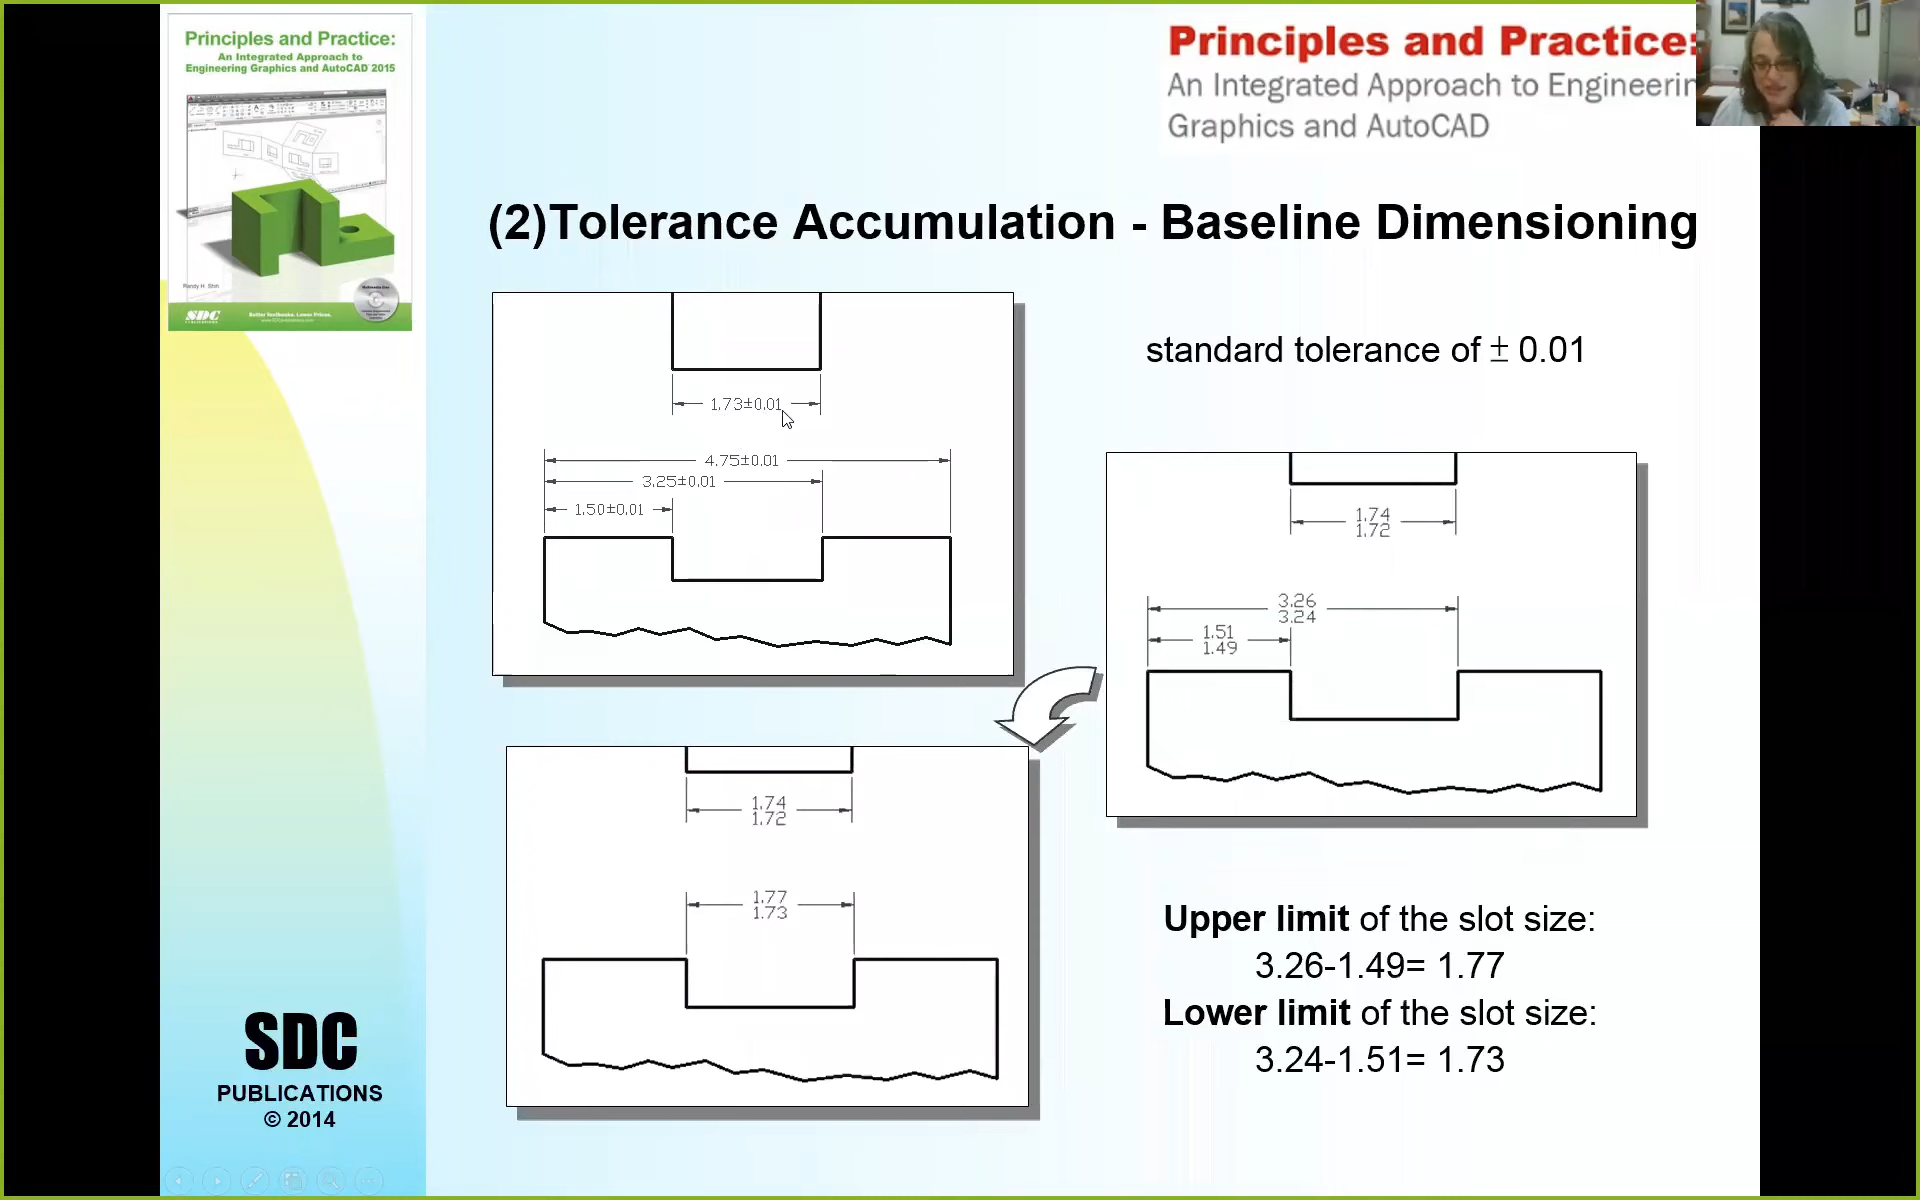 Principles and Practice:
An Integrated Approach to
Engineering Graphics and AutoCAD 2015
Randy H. Shih
SDC
PUBLICATIONS
Better Textbooks. Lower Prices.
Principles and Practice:
An Integrated Approach to Engineerin
Graphics and AutoCAD
(2)Tolerance Accumulation - Baseline Dimensioning
standard tolerance of ± 0.01
1.73±0.01
4.75±0.01
3.25±0.01
1.50±0.01
1.74
1.72
3.26
3.24
1.51
1.49
1.74
1.72
1.77
1.73
Upper limit of the slot size:
3.26-1.49= 1.77
Lower limit of the slot size:
3.24-1.51= 1.73
SDC
PUBLICATIONS
© 2014